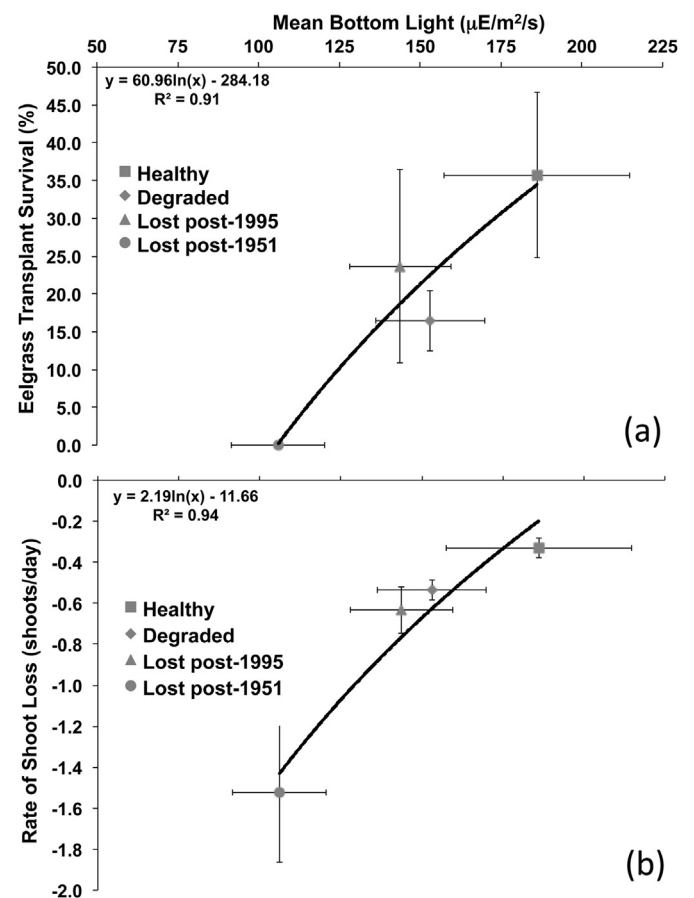 Mean Bottom Light (µE/m²/s)
50 75 100 125 150 175 200 225
Eelgrass Transplant Survival (%)
50.0
45.0
40.0
35.0
30.0
25.0
20.0
15.0
10.0
5.0
0.0
y = 60.96ln(x) - 284.18
R² = 0.91
Healthy
Degraded
Lost post-1995
Lost post-1951
(a)
Rate of Shoot Loss (shoots/day)
0.0
-0.2
-0.4
-0.6
-0.8
-1.0
-1.2
-1.4
-1.6
-1.8
-2.0
y = 2.19ln(x) - 11.66
R² = 0.94
Healthy
Degraded
Lost post-1995
Lost post-1951
(b)